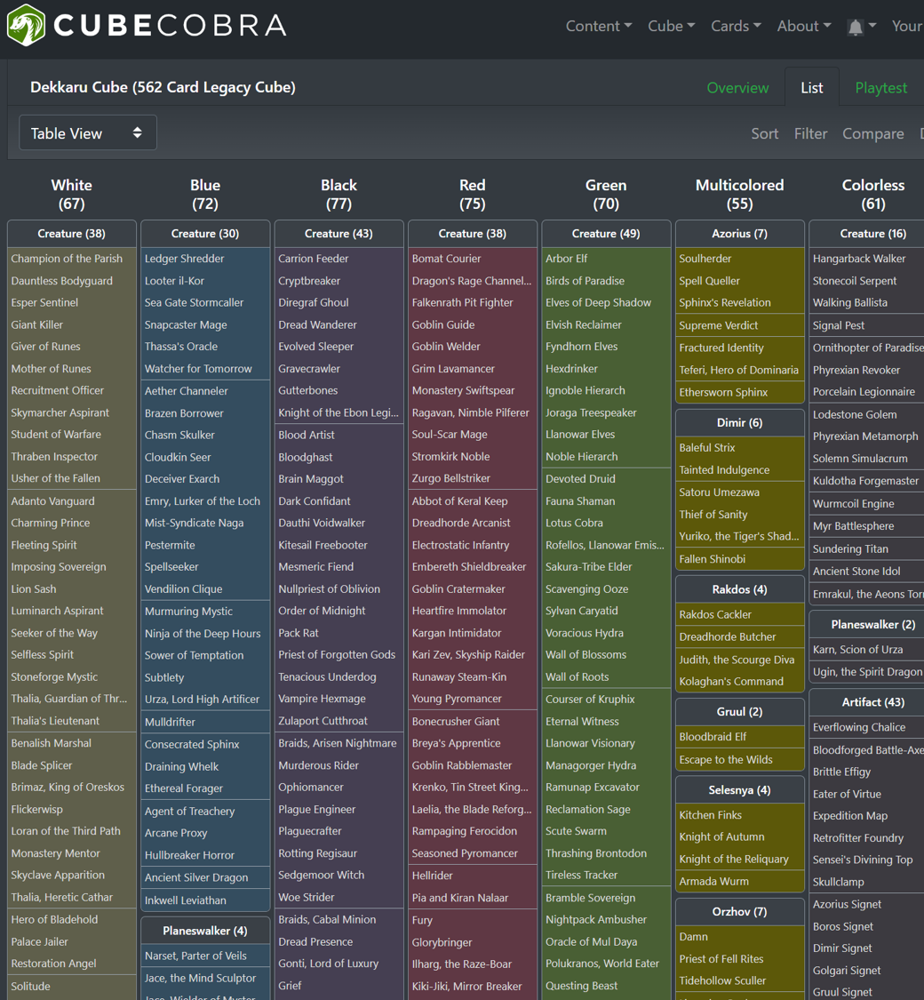 CUBECOBRA
Content
Cube
Cards
About
Your
Dekkaru Cube (562 Card Legacy Cube)
Overview
List
Playtest
Table View
Sort
Filter
Compare
White
(67)
Creature (38)
Champion of the Parish
Dauntless Bodyguard
Esper Sentinel
Giant Killer
Giver of Runes
Mother of Runes
Recruitment Officer
Skymarcher Aspirant
Student of Warfare
Thraben Inspector
Usher of the Fallen
Adanto Vanguard
Charming Prince
Fleeting Spirit
Imposing Sovereign
Lion Sash
Luminarch Aspirant
Seeker of the Way
Selfless Spirit
Stoneforge Mystic
Thalia, Guardian of Thr...
Thalia's Lieutenant
Benalish Marshal
Blade Splicer
Brimaz, King of Oreskos
Flickerwisp
Loran of the Third Path
Monastery Mentor
Skyclave Apparition
Thalia, Heretic Cathar
Hero of Bladehold
Palace Jailer
Restoration Angel
Solitude
Blue
(72)
Creature (30)
Ledger Shredder
Looter il-Kor
Sea Gate Stormcaller
Snapcaster Mage
Thassa's Oracle
Watcher for Tomorrow
Aether Channeler
Brazen Borrower
Chasm Skulker
Cloudkin Seer
Deceiver Exarch
Emry, Lurker of the Loch
Mist-Syndicate Naga
Pestermite
Spellseeker
Vendilion Clique
Murmuring Mystic
Ninja of the Deep Hours
Sower of Temptation
Subtlety
Urza, Lord High Artificer
Mulldrifter
Consecrated Sphinx
Draining Whelk
Ethereal Forager
Agent of Treachery
Arcane Proxy
Hullbreaker Horror
Ancient Silver Dragon
Inkwell Leviathan
Planeswalker (4)
Narset, Parter of Veils
Jace, the Mind Sculptor
Jace, Wielder of Myster...
Black
(77)
Creature (43)
Carrion Feeder
Cryptbreaker
Diregraf Ghoul
Dread Wanderer
Evolved Sleeper
Gravecrawler
Gutterbones
Knight of the Ebon Legi...
Blood Artist
Bloodghast
Brain Maggot
Dark Confidant
Dauthi Voidwalker
Kitesail Freebooter
Mesmeric Fiend
Nullpriest of Oblivion
Order of Midnight
Pack Rat
Priest of Forgotten Gods
Tenacious Underdog
Vampire Hexmage
Zulaport Cutthroat
Braids, Arisen Nightmare
Murderous Rider
Ophiomancer
Plague Engineer
Plaguecrafter
Rotting Regisaur
Sedgemoor Witch
Woe Strider
Braids, Cabal Minion
Dread Presence
Gonti, Lord of Luxury
Grief
Red
(75)
Creature (38)
Bomat Courier
Dragon's Rage Channel...
Falkenrath Pit Fighter
Goblin Guide
Goblin Welder
Grim Lavamancer
Monastery Swiftspear
Ragavan, Nimble Pilferer
Soul-Scar Mage
Stromkirk Noble
Zurgo Bellstriker
Abbot of Keral Keep
Dreadhorde Arcanist
Electrostatic Infantry
Embereth Shieldbreaker
Goblin Cratermaker
Heartfire Immolator
Kargan Intimidator
Kari Zev, Skyship Raider
Runaway Steam-Kin
Young Pyromancer
Bonecrusher Giant
Breya's Apprentice
Goblin Rabblemaster
Krenko, Tin Street King...
Laelia, the Blade Reforg...
Rampaging Ferocidon
Seasoned Pyromancer
Hellrider
Pia and Kiran Nalaar
Fury
Glorybringer
Ilharg, the Raze-Boar
Kiki-Jiki, Mirror Breaker
Green
(70)
Creature (49)
Arbor Elf
Birds of Paradise
Elves of Deep Shadow
Elvish Reclaimer
Fyndhorn Elves
Hexdrinker
Ignoble Hierarch
Joraga Treespeaker
Llanowar Elves
Noble Hierarch
Devoted Druid
Fauna Shaman
Lotus Cobra
Rofellos, Llanowar Emis...
Sakura-Tribe Elder
Scavenging Ooze
Sylvan Caryatid
Voracious Hydra
Wall of Blossoms
Wall of Roots
Courser of Kruphix
Eternal Witness
Llanowar Visionary
Managorger Hydra
Ramunap Excavator
Reclamation Sage
Scute Swarm
Thrashing Brontodon
Tireless Tracker
Bramble Sovereign
Nightpack Ambusher
Oracle of Mul Daya
Polukranos, World Eater
Questing Beast
Multicolored
(55)
Azorius (7)
Soulherder
Spell Queller
Sphinx's Revelation
Supreme Verdict
Fractured Identity
Teferi, Hero of Dominaria
Ethersworn Sphinx
Dimir (6)
Baleful Strix
Tainted Indulgence
Satoru Umezawa
Thief of Sanity
Yuriko, the Tiger's Shad...
Fallen Shinobi
Rakdos (4)
Rakdos Cackler
Dreadhorde Butcher
Judith, the Scourge Diva
Kolaghan's Command
Gruul (2)
Bloodbraid Elf
Escape to the Wilds
Selesnya (4)
Kitchen Finks
Knight of Autumn
Knight of the Reliquary
Armada Wurm
Orzhov (7)
Damn
Priest of Fell Rites
Tidehollow Sculler
Colorless
(61)
Creature (16)
Hangarback Walker
Stonecoil Serpent
Walking Ballista
Signal Pest
Ornithopter of Paradise
Phyrexian Revoker
Porcelain Legionnaire
Lodestone Golem
Phyrexian Metamorph
Solemn Simulacrum
Kuldotha Forgemaster
Wurmcoil Engine
Myr Battlesphere
Sundering Titan
Ancient Stone Idol
Emrakul, the Aeons Torn
Planeswalker (2)
Karn, Scion of Urza
Ugin, the Spirit Dragon
Artifact (43)
Everflowing Chalice
Bloodforged Battle-Axe
Brittle Effigy
Eater of Virtue
Expedition Map
Retrofitter Foundry
Sensei's Divining Top
Skullclamp
Azorius Signet
Boros Signet
Dimir Signet
Golgari Signet
Gruul Signet